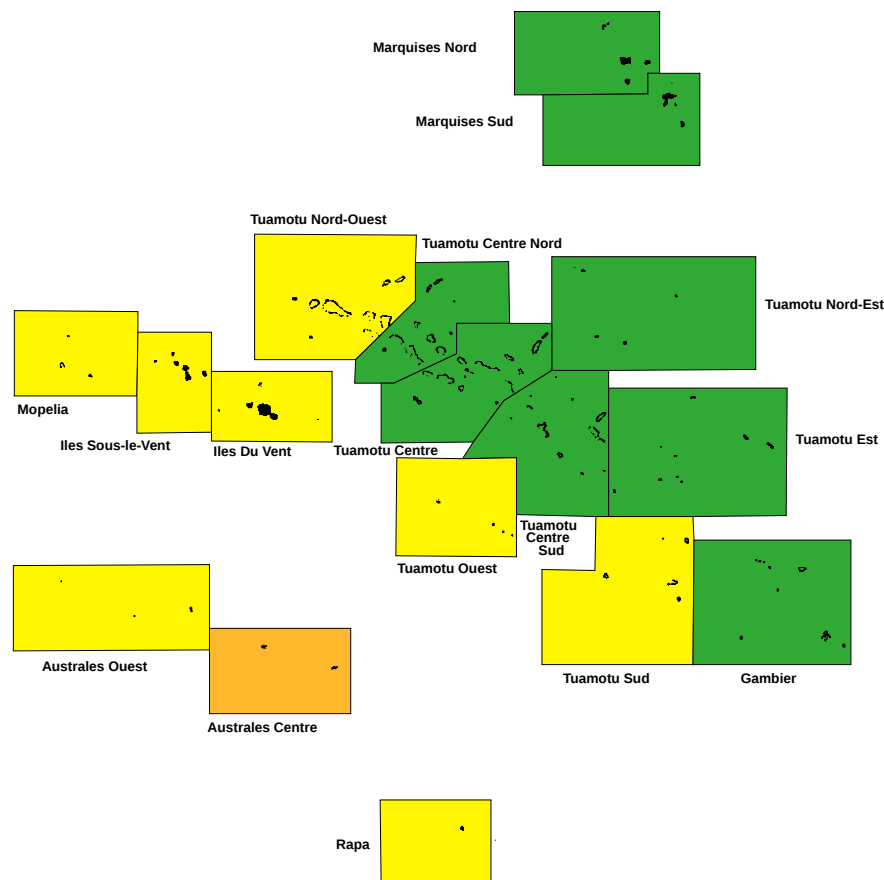 Marquises Nord
Marquises Sud
Tuamotu Nord-Ouest
Tuamotu Centre Nord
Tuamotu Nord-Est
Mopelia
Iles Sous-le-Vent
Iles Du Vent
Tuamotu Centre
Tuamotu Est
Tuamotu
Centre
Sud
Tuamotu Ouest
Australes Ouest
Tuamotu Sud
Gambier
Australes Centre
Rapa